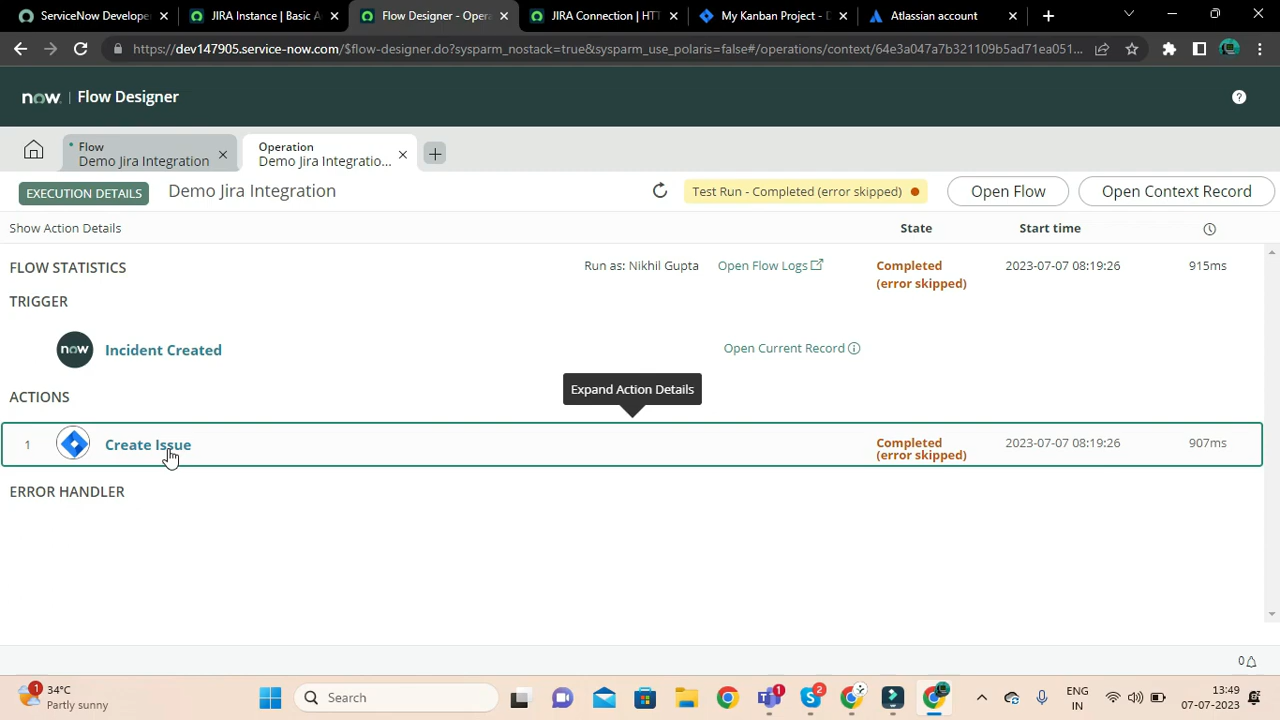 ServiceNow Develope
JIRA Instance | Basic A
Flow Designer - Opera
JIRA Connection | HTT
My Kanban Project - D
Atlassian account
https://dev147905.service-now.com/$flow-designer.do?sysparm_nostack=true&sysparm_use_polaris=false#/operations/context/64e3a047a7b321109b5ad71ea051...
now | Flow Designer
Flow
Demo Jira Integration
Operation
Demo Jira Integratio...
EXECUTION DETAILS
Demo Jira Integration
Test Run - Completed (error skipped)
Open Flow
Open Context Record
Show Action Details
State
Start time
FLOW STATISTICS
Run as: Nikhil Gupta
Open Flow Logs
Completed
(error skipped)
2023-07-07 08:19:26
915ms
TRIGGER
now
Incident Created
Open Current Record
Expand Action Details
ACTIONS
1
Create Issue
Completed
(error skipped)
2023-07-07 08:19:26
907ms
ERROR HANDLER
0
1
34°C
Partly sunny
Search
1
2
ENG
IN
13:49
07-07-2023